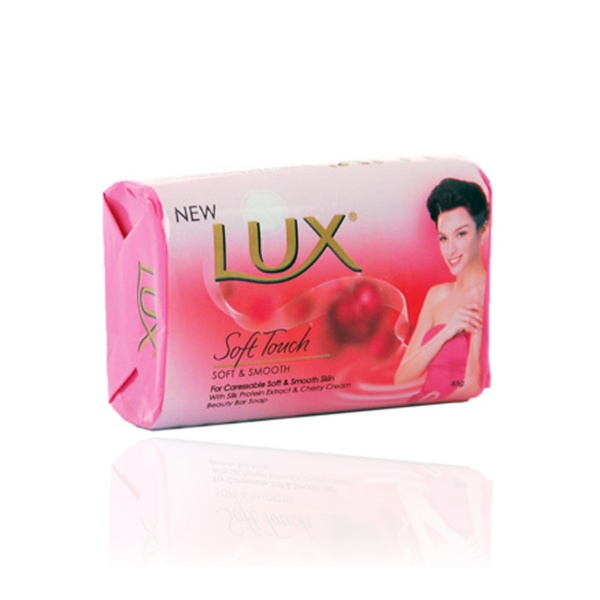 NEW
LUX®
Soft Touch
SOFT & SMOOTH
For Caressable Soft & Smooth Skin
With Silk Protein Extract & Cherry Cream
Beauty Bar Soap
LUX